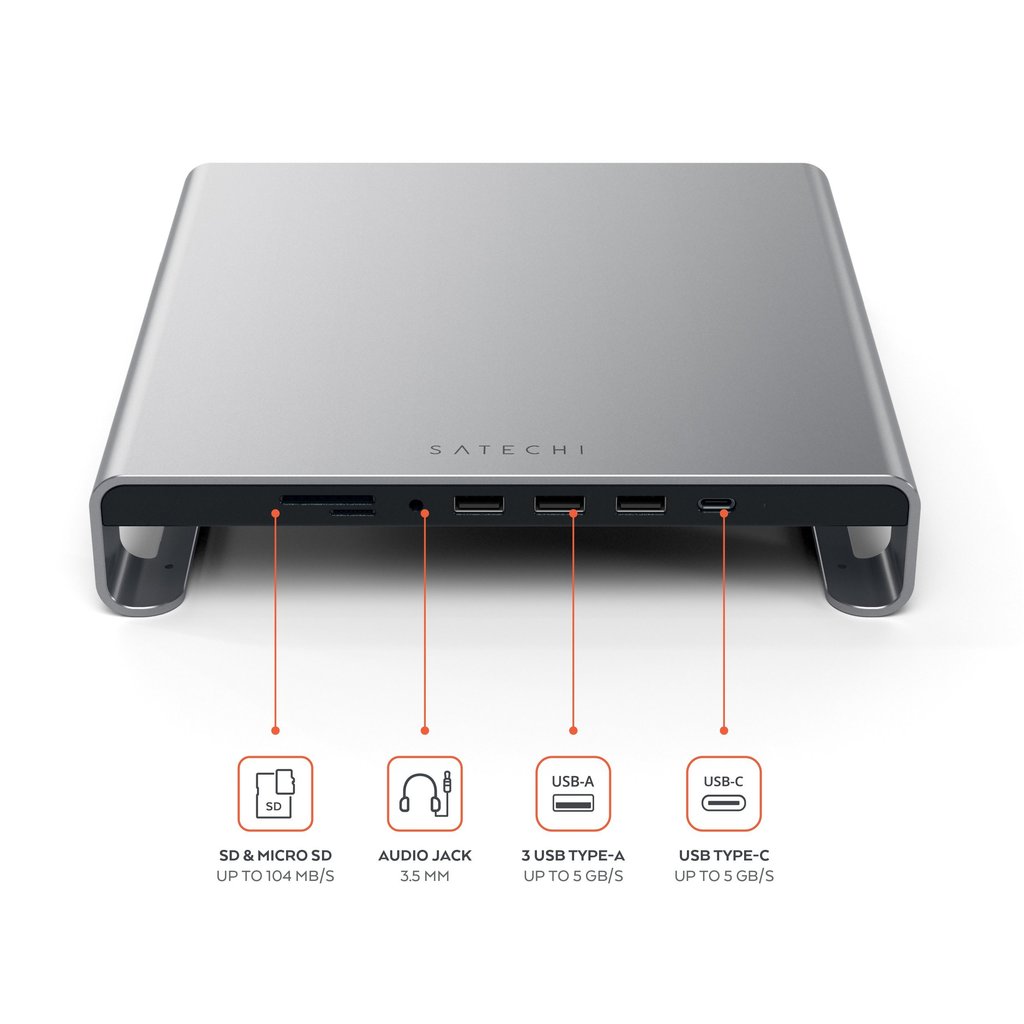 SATECHI
SD
USB-A
USB-C
SD & MICRO SD
UP TO 104 MB/S
AUDIO JACK
3.5 MM
3 USB TYPE-A
UP TO 5 GB/S
USB TYPE-C
UP TO 5 GB/S